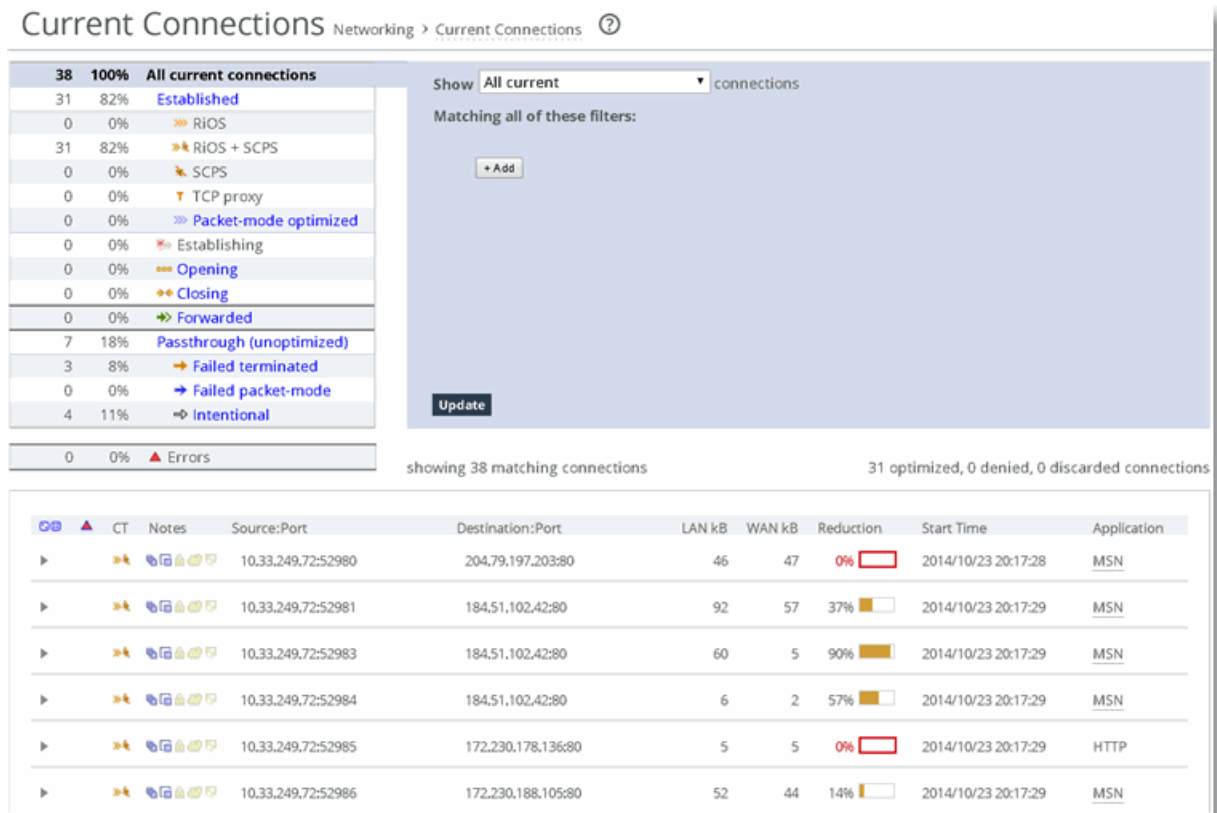 Current Connections Networking › Current Connections ?
38 100% All current connections
31 82% Established
0 0% RiOS
31 82% RiOS + SCPS
0 0% SCPS
0 0% TCP proxy
0 0% Packet-mode optimized
0 0% Establishing
0 0% Opening
0 0% Closing
0 0% Forwarded
7 18% Passthrough (unoptimized)
3 8% Failed terminated
0 0% Failed packet-mode
4 11% Intentional
0 0% Errors
Show All current connections
Matching all of these filters:
+ Add
Update
showing 38 matching connections 31 optimized, 0 denied, 0 discarded connections
CT Notes Source:Port Destination:Port LAN kB WAN kB Reduction Start Time Application
10.33.249.72:52980 204.79.197.203:80 46 47 0% 2014/10/23 20:17:28 MSN
10.33.249.72:52981 184.51.102.42:80 92 57 37% 2014/10/23 20:17:29 MSN
10.33.249.72:52983 184.51.102.42:80 60 5 90% 2014/10/23 20:17:29 MSN
10.33.249.72:52984 184.51.102.42:80 6 2 57% 2014/10/23 20:17:29 MSN
10.33.249.72:52985 172.230.178.136:80 5 5 0% 2014/10/23 20:17:29 HTTP
10.33.249.72:52986 172.230.188.105:80 52 44 14% 2014/10/23 20:17:29 MSN